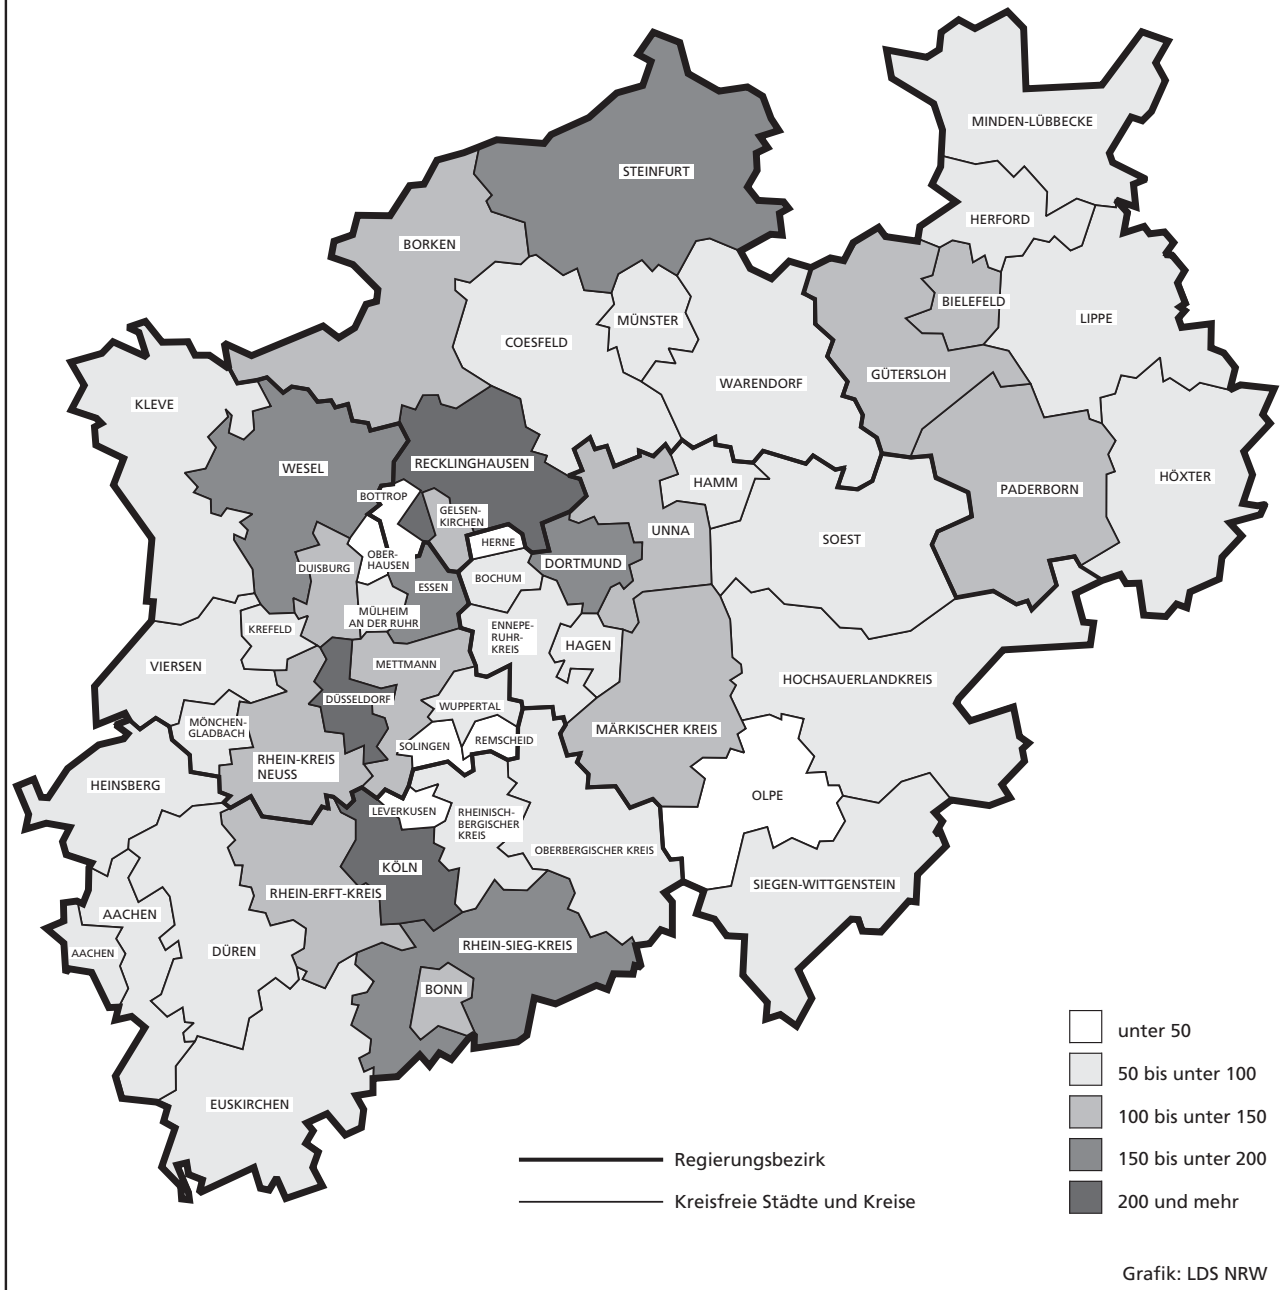 MINDEN-LÜBBECKE
STEINFURT
HERFORD
BORKEN
BIELEFELD
LIPPE
MÜNSTER
COESFELD
GÜTERSLOH
WARENDORF
KLEVE
RECKLINGHAUSEN
WESEL
HÖXTER
HAMM
PADERBORN
BOTTROP
GELSEN-
KIRCHEN
UNNA
SOEST
HERNE
OBER-
HAUSEN
DORTMUND
DUISBURG
BOCHUM
ESSEN
MÜLHEIM
AN DER RUHR
KREFELD
ENNEPE-
RUHR-
KREIS
HAGEN
VIERSEN
METTMANN
HOCHSAUERLANDKREIS
DÜSSELDORF
WUPPERTAL
MÖNCHEN-
GLADBACH
MÄRKISCHER KREIS
SOLINGEN
REMSCHEID
RHEIN-KREIS
NEUSS
HEINSBERG
OLPE
LEVERKUSEN
RHEINISCH-
BERGISCHER
KREIS
OBERBERGISCHER KREIS
KÖLN
SIEGEN-WITTGENSTEIN
RHEIN-ERFT-KREIS
AACHEN
RHEIN-SIEG-KREIS
DÜREN
AACHEN
BONN
EUSKIRCHEN
unter 50
50 bis unter 100
100 bis unter 150
150 bis unter 200
200 und mehr
Regierungsbezirk
Kreisfreie Städte und Kreise
Grafik: LDS NRW